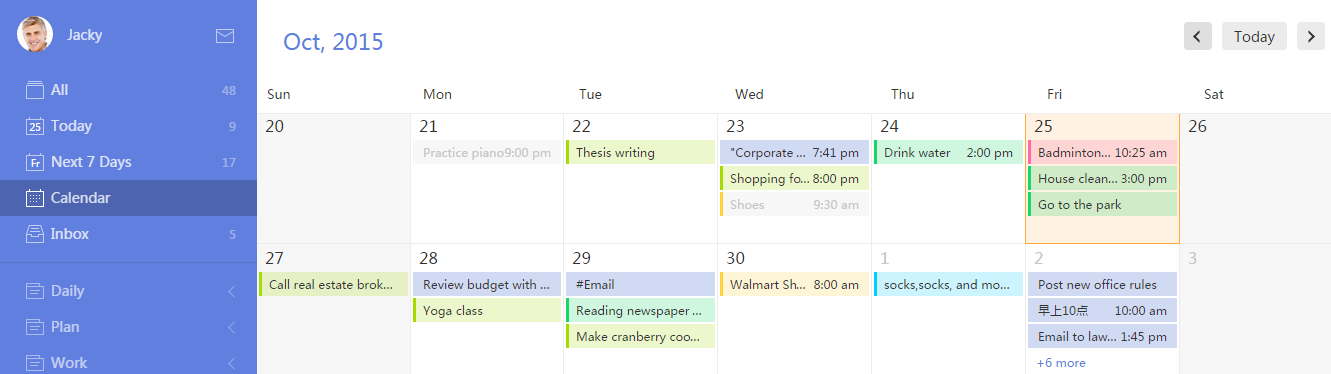 Jacky
All 48
25 Today 9
Fr Next 7 Days 17
Calendar
Inbox 5
Daily
Plan
Work
Oct, 2015
Today
Sun Mon Tue Wed Thu Fri Sat
20 21 22 23 24 25 26
Practice piano 9:00 pm
Thesis writing
"Corporate ... 7:41 pm
Shopping fo... 8:00 pm
Shoes 9:30 am
Drink water 2:00 pm
Badminton... 10:25 am
House clean... 3:00 pm
Go to the park
27 28 29 30 1 2 3
Call real estate brok...
Review budget with ...
Yoga class
#Email
Reading newspaper ...
Make cranberry coo...
Walmart Sh... 8:00 am
socks,socks, and mo...
Post new office rules
早上10点 10:00 am
Email to law... 1:45 pm
+6 more